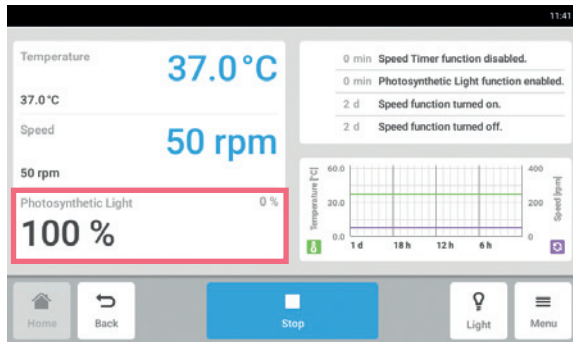 11:41
Temperature
37.0°C
37.0°C
Speed
50 rpm
50 rpm
Photosynthetic Light 0 %
100 %
0 min Speed Timer function disabled.
0 min Photosynthetic Light function enabled.
2 d Speed function turned on.
2 d Speed function turned off.
Temperature [°C]
60.0
30.0
0.0
1 d 18 h 12 h 6 h
400
200
0
Speed [rpm]
Home
Back
Stop
Light
Menu